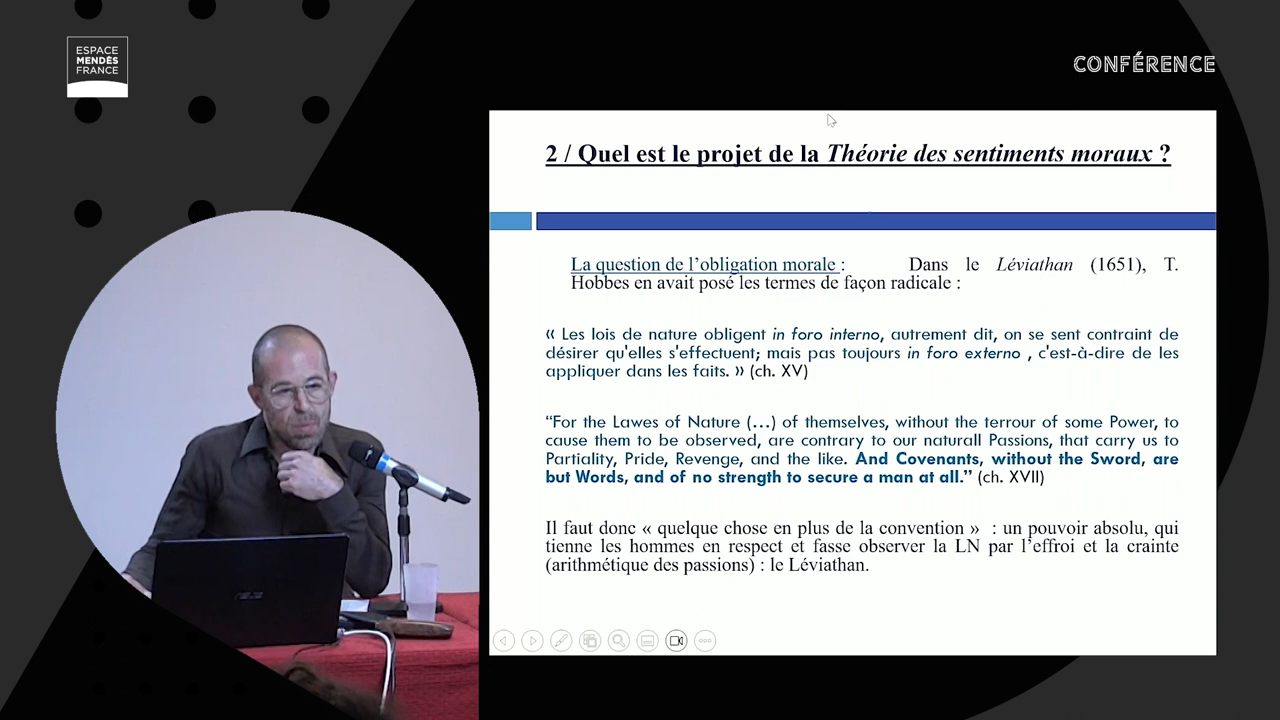 ESPACE
MENDÈS
FRANCE
CONFÉRENCE
2 / Quel est le projet de la Théorie des sentiments moraux ?
La question de l’obligation morale : Dans le Léviathan (1651), T.
Hobbes en avait posé les termes de façon radicale :
« Les lois de nature obligent in foro interno, autrement dit, on se sent contraint de
désirer qu'elles s'effectuent; mais pas toujours in foro externo , c'est-à-dire de les
appliquer dans les faits. » (ch. XV)
“For the Lawes of Nature (…) of themselves, without the terrour of some Power, to
cause them to be observed, are contrary to our naturall Passions, that carry us to
Partiality, Pride, Revenge, and the like. And Covenants, without the Sword, are
but Words, and of no strength to secure a man at all.” (ch. XVII)
Il faut donc « quelque chose en plus de la convention » : un pouvoir absolu, qui
tienne les hommes en respect et fasse observer la LN par l’effroi et la crainte
(arithmétique des passions) : le Léviathan.